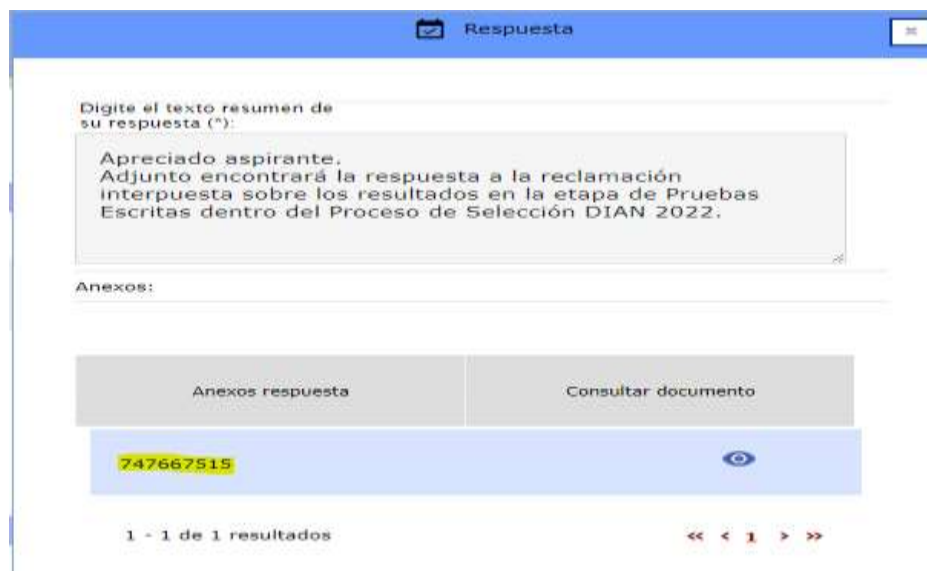 Respuesta
Digite el texto resumen de
su respuesta (*):
Apreciado aspirante.
Adjunto encontrará la respuesta a la reclamación
interpuesta sobre los resultados en la etapa de Pruebas
Escritas dentro del Proceso de Selección DIAN 2022.
Anexos:
Anexos respuesta Consultar documento
747667515
1 - 1 de 1 resultados « < 1 > »